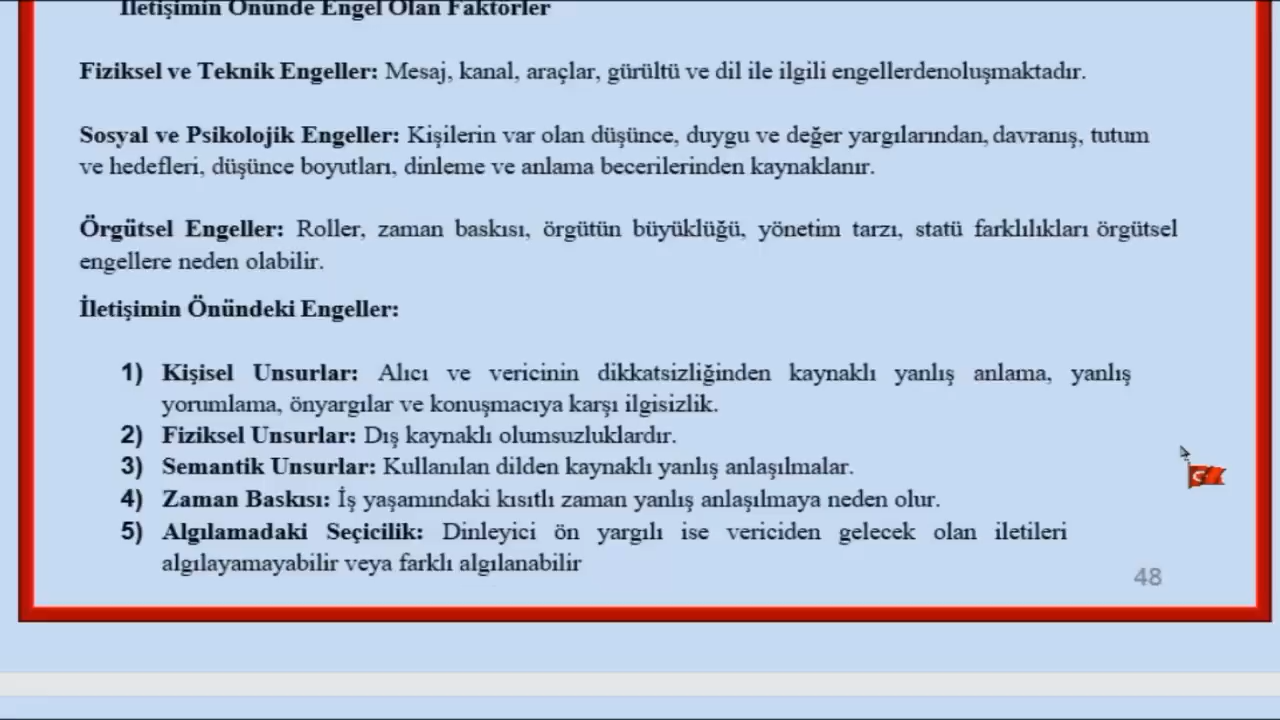 İletişimin Önünde Engel Olan Faktörler
Fiziksel ve Teknik Engeller: Mesaj, kanal, araçlar, gürültü ve dil ile ilgili engellerdenoluşmaktadır.
Sosyal ve Psikolojik Engeller: Kişilerin var olan düşünce, duygu ve değer yargılarından, davranış, tutum
ve hedefleri, düşünce boyutları, dinleme ve anlama becerilerinden kaynaklanır.
Örgütsel Engeller: Roller, zaman baskısı, örgütün büyüklüğü, yönetim tarzı, statü farklılıkları örgütsel
engellere neden olabilir.
İletişimin Önündeki Engeller:
1) Kişisel Unsurlar: Alıcı ve vericinin dikkatsizliğinden kaynaklı yanlış anlama, yanlış
yorumlama, önyargılar ve konuşmacıya karşı ilgisizlik.
2) Fiziksel Unsurlar: Dış kaynaklı olumsuzluklardır.
3) Semantik Unsurlar: Kullanılan dilden kaynaklı yanlış anlaşılmalar.
4) Zaman Baskısı: İş yaşamındaki kısıtlı zaman yanlış anlaşılmaya neden olur.
5) Algılamadaki Seçicilik: Dinleyici ön yargılı ise vericiden gelecek olan iletileri
algılayamayabilir veya farklı algılanabilir
48